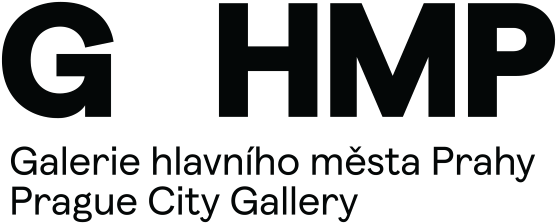 G HMP
Galerie hlavního města Prahy
Prague City Gallery